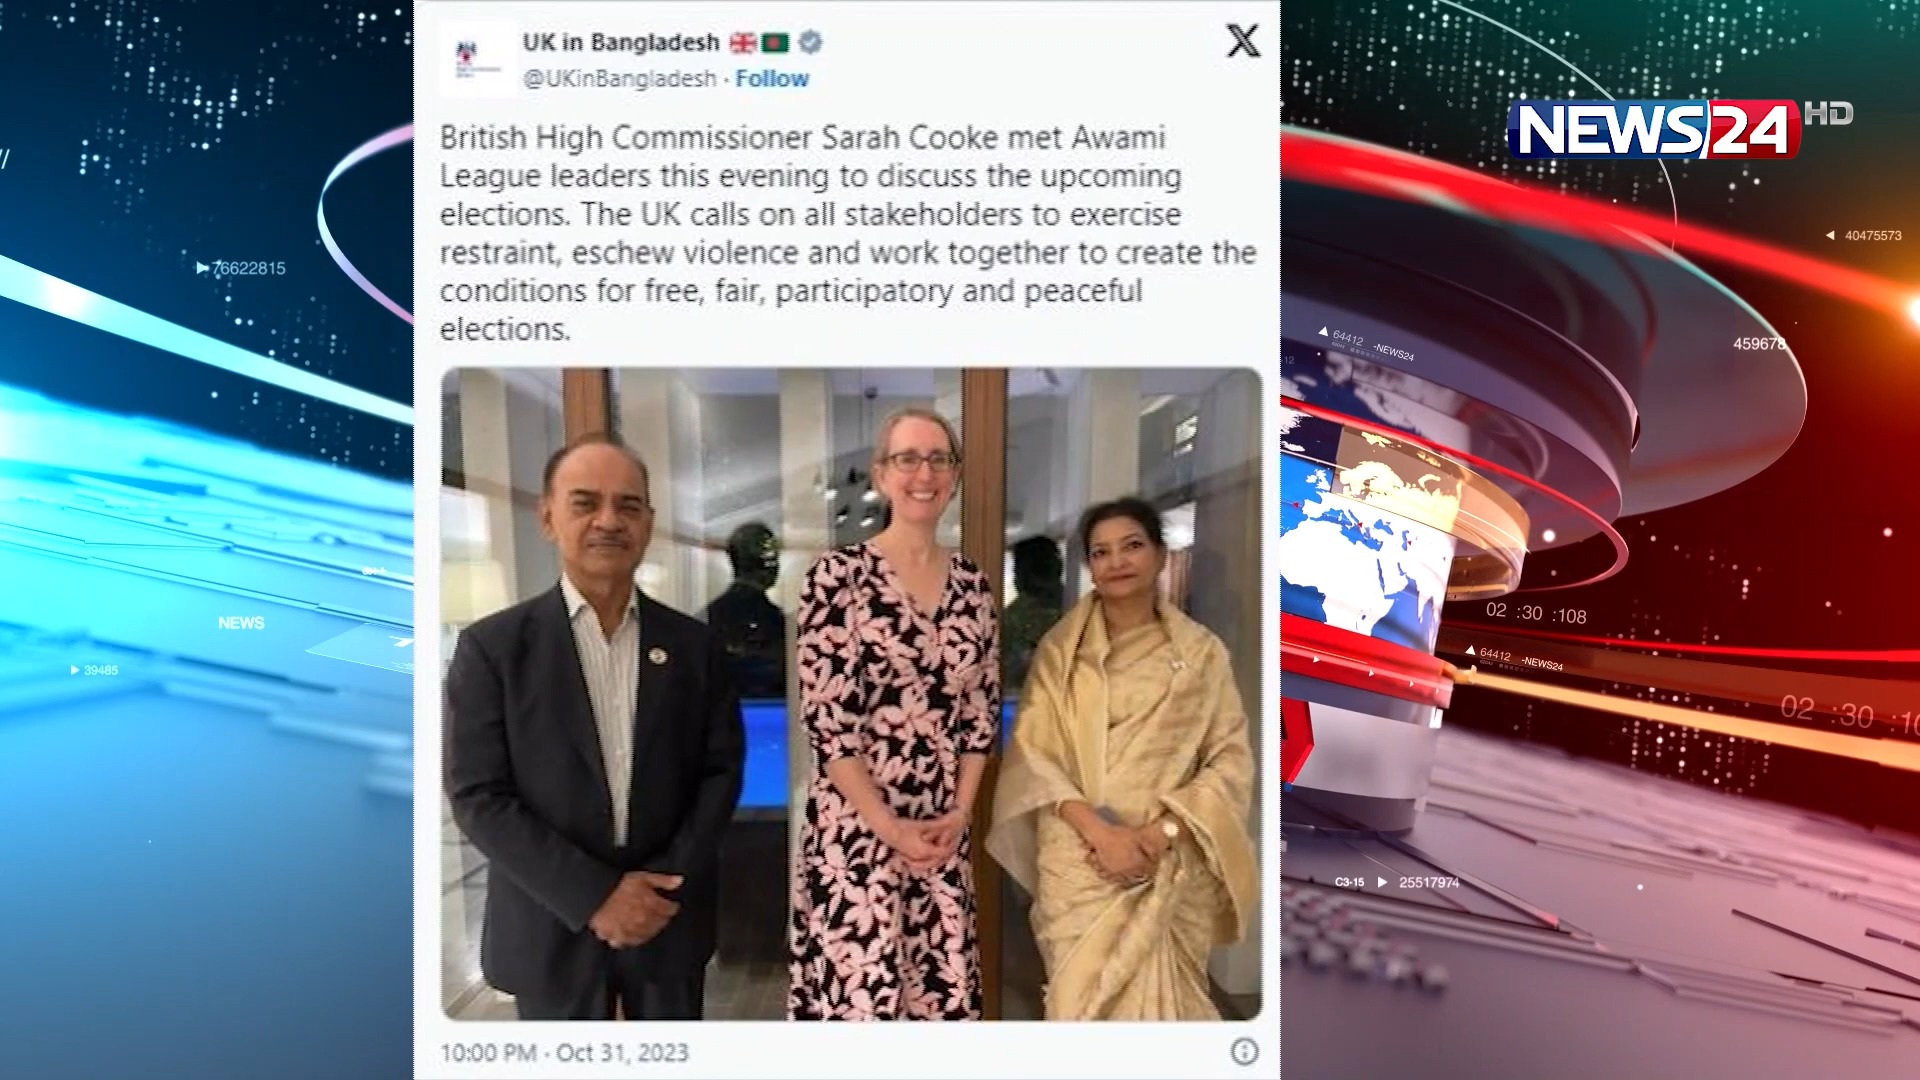 UK in Bangladesh
@UKinBangladesh · Follow
X
British High Commissioner Sarah Cooke met Awami
League leaders this evening to discuss the upcoming
elections. The UK calls on all stakeholders to exercise
restraint, eschew violence and work together to create the
conditions for free, fair, participatory and peaceful
elections.
10:00 PM · Oct 31, 2023
NEWS24 HD
//
76622815
NEWS
39485
40475573
459678
64412 -NEWS24
02 :30 :108
64412 -NEWS24
02 :30 :10
C3-15 25517974